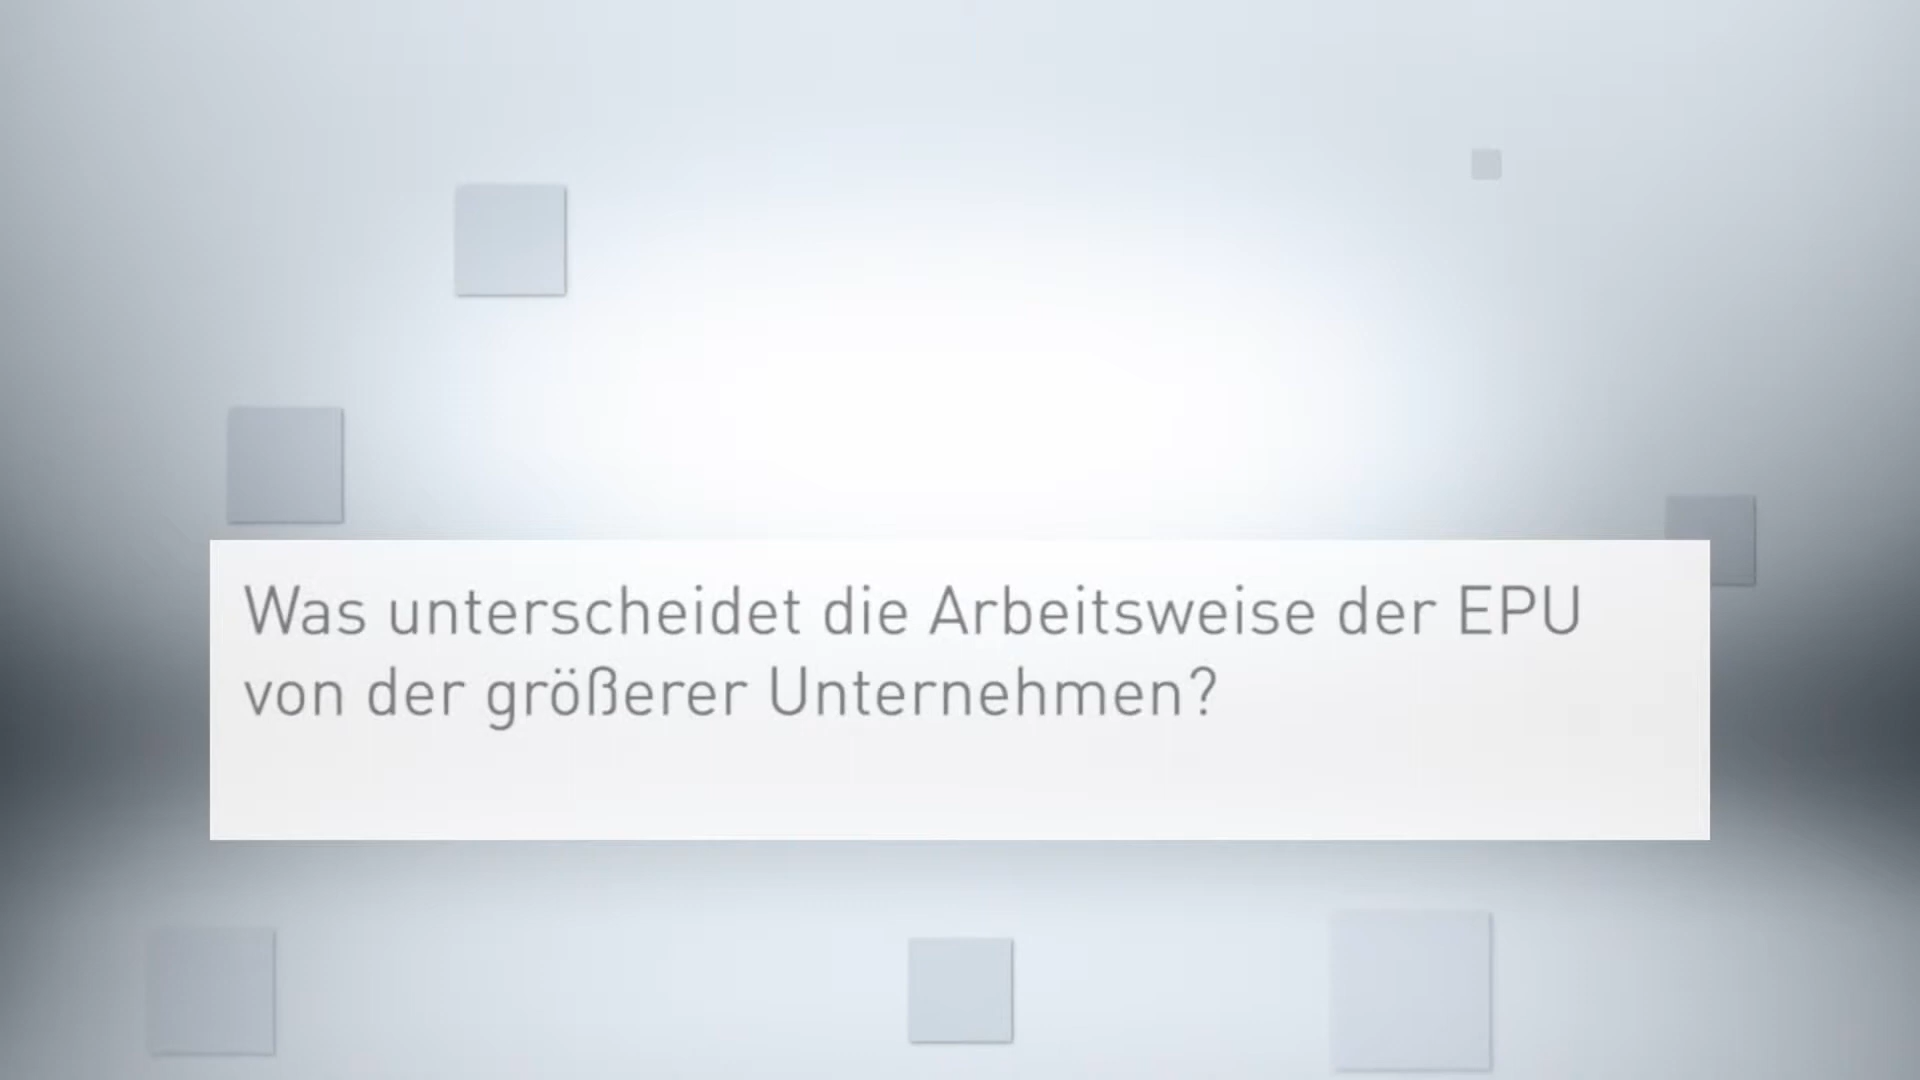 Was unterscheidet die Arbeitsweise der EPU
von der größerer Unternehmen?